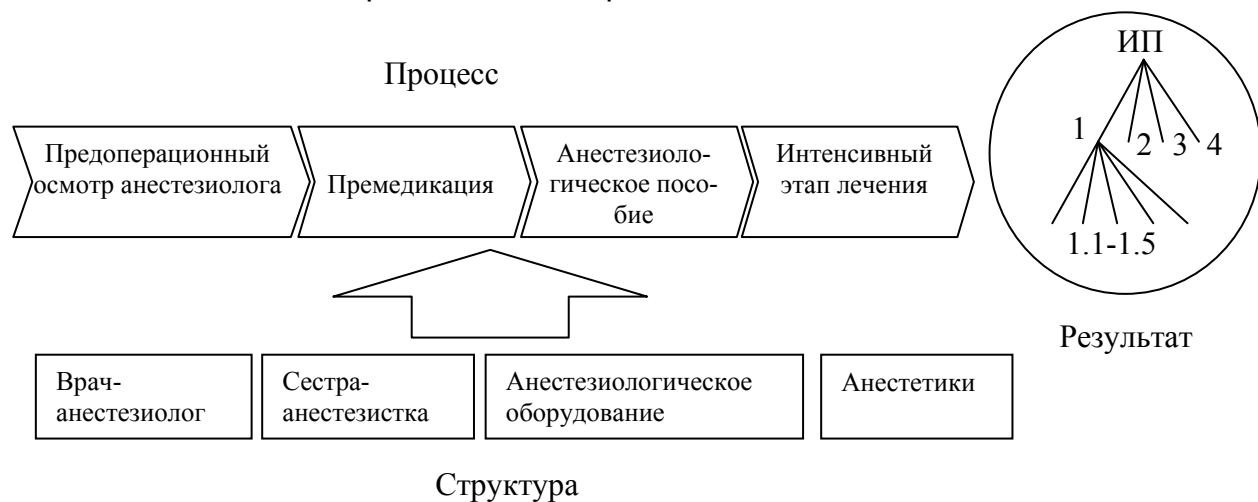 Процесс
Предоперационный
осмотр анестезиолога
Премедикация
Анестезиоло-
гическое посо-
бие
Интенсивный
этап лечения
ИП
1
2
3
4
1.1-1.5
Результат
Врач-
анестезиолог
Сестра-
анестезистка
Анестезиологическое
оборудование
Анестетики
Структура